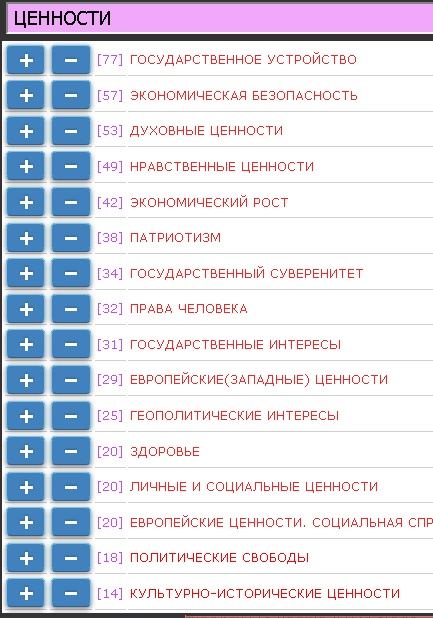 ЦЕННОСТИ
+ − [77] ГОСУДАРСТВЕННОЕ УСТРОЙСТВО
+ − [57] ЭКОНОМИЧЕСКАЯ БЕЗОПАСНОСТЬ
+ − [53] ДУХОВНЫЕ ЦЕННОСТИ
+ − [49] НРАВСТВЕННЫЕ ЦЕННОСТИ
+ − [42] ЭКОНОМИЧЕСКИЙ РОСТ
+ − [38] ПАТРИОТИЗМ
+ − [34] ГОСУДАРСТВЕННЫЙ СУВЕРЕНИТЕТ
+ − [32] ПРАВА ЧЕЛОВЕКА
+ − [31] ГОСУДАРСТВЕННЫЕ ИНТЕРЕСЫ
+ − [29] ЕВРОПЕЙСКИЕ(ЗАПАДНЫЕ) ЦЕННОСТИ
+ − [25] ГЕОПОЛИТИЧЕСКИЕ ИНТЕРЕСЫ
+ − [20] ЗДОРОВЬЕ
+ − [20] ЛИЧНЫЕ И СОЦИАЛЬНЫЕ ЦЕННОСТИ
+ − [20] ЕВРОПЕЙСКИЕ ЦЕННОСТИ. СОЦИАЛЬНАЯ СПР
+ − [18] ПОЛИТИЧЕСКИЕ СВОБОДЫ
+ − [14] КУЛЬТУРНО-ИСТОРИЧЕСКИЕ ЦЕННОСТИ